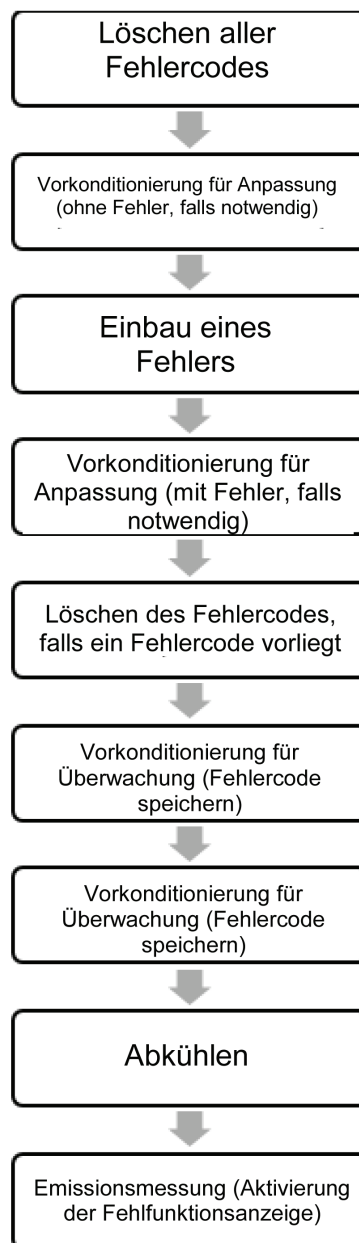 Löschen aller
Fehlercodes
Vorkonditionierung für Anpassung
(ohne Fehler, falls notwendig)
Einbau eines
Fehlers
Vorkonditionierung für
Anpassung (mit Fehler, falls
notwendig)
Löschen des Fehlercodes,
falls ein Fehlercode vorliegt
Vorkonditionierung für
Überwachung (Fehlercode
speichern)
Vorkonditionierung für
Überwachung (Fehlercode
speichern)
Abkühlen
Emissionsmessung (Aktivierung
der Fehlfunktionsanzeige)